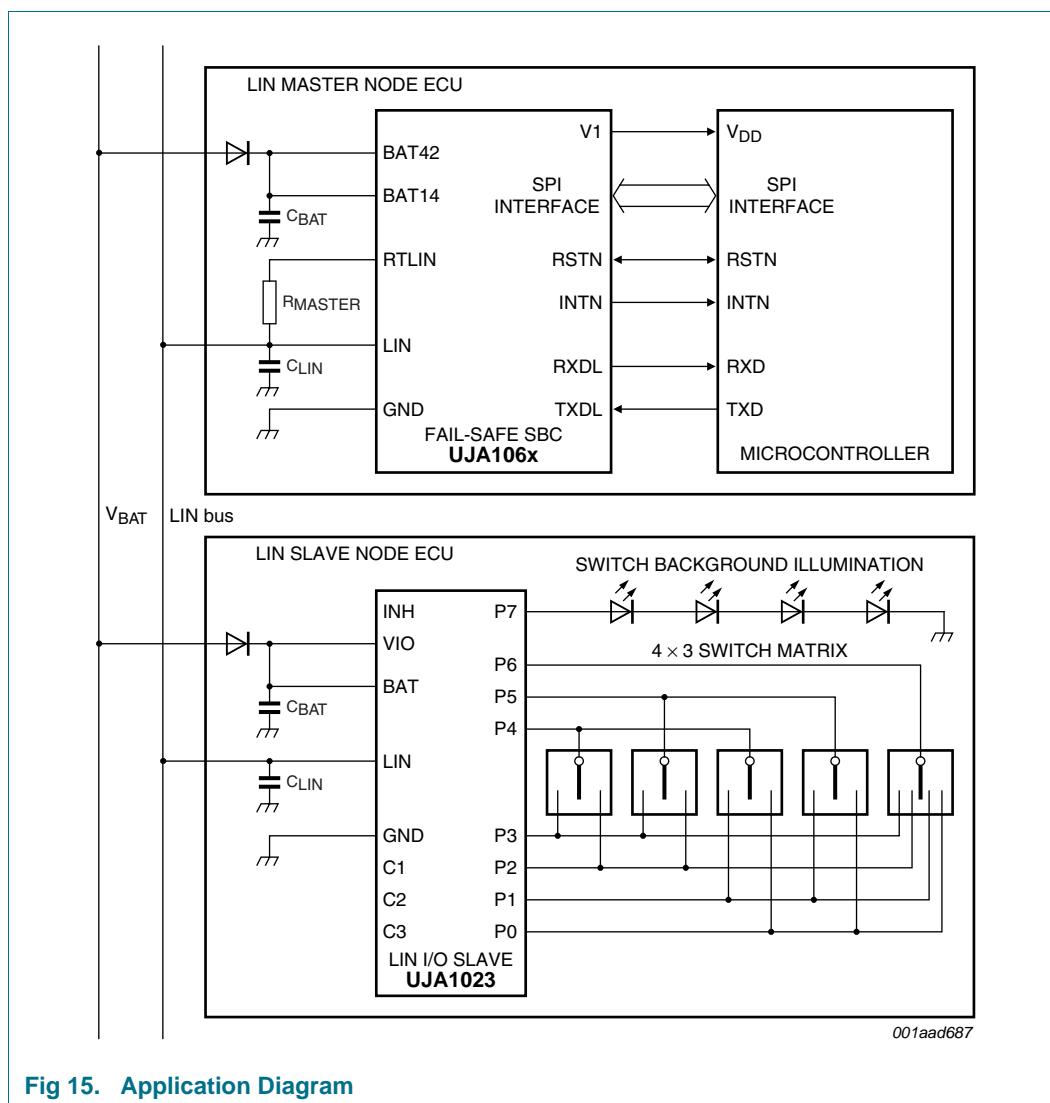 LIN MASTER NODE ECU
BAT42
BAT14
CBAT
RTLIN
RMASTER
LIN
CLIN
GND
V1
SPI
INTERFACE
RSTN
INTN
RXDL
TXDL
FAIL-SAFE SBC
UJA106x
VDD
SPI
INTERFACE
RSTN
INTN
RXD
TXD
MICROCONTROLLER
VBAT
LIN bus
LIN SLAVE NODE ECU
INH
VIO
BAT
CBAT
LIN
CLIN
GND
C1
C2
C3
P7
P6
P5
P4
P3
P2
P1
P0
LIN I/O SLAVE
UJA1023
SWITCH BACKGROUND ILLUMINATION
4 × 3 SWITCH MATRIX
001aad687
Fig 15. Application Diagram